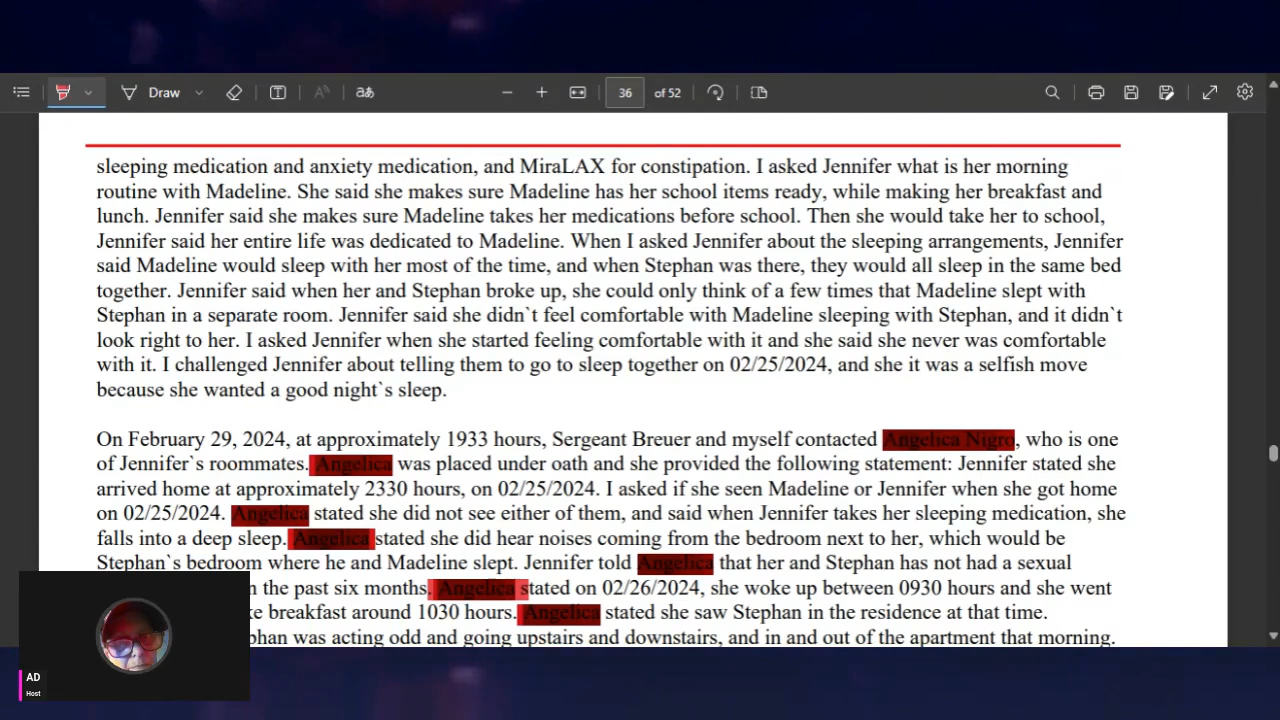 Draw
aあ
36 of 52
sleeping medication and anxiety medication, and MiraLAX for constipation. I asked Jennifer what is her morning
routine with Madeline. She said she makes sure Madeline has her school items ready, while making her breakfast and
lunch. Jennifer said she makes sure Madeline takes her medications before school. Then she would take her to school,
Jennifer said her entire life was dedicated to Madeline. When I asked Jennifer about the sleeping arrangements, Jennifer
said Madeline would sleep with her most of the time, and when Stephan was there, they would all sleep in the same bed
together. Jennifer said when her and Stephan broke up, she could only think of a few times that Madeline slept with
Stephan in a separate room. Jennifer said she didn`t feel comfortable with Madeline sleeping with Stephan, and it didn`t
look right to her. I asked Jennifer when she started feeling comfortable with it and she said she never was comfortable
with it. I challenged Jennifer about telling them to go to sleep together on 02/25/2024, and she it was a selfish move
because she wanted a good night`s sleep.
On February 29, 2024, at approximately 1933 hours, Sergeant Breuer and myself contacted Angelica Nigro, who is one
of Jennifer`s roommates. Angelica was placed under oath and she provided the following statement: Jennifer stated she
arrived home at approximately 2330 hours, on 02/25/2024. I asked if she seen Madeline or Jennifer when she got home
on 02/25/2024. Angelica stated she did not see either of them, and said when Jennifer takes her sleeping medication, she
falls into a deep sleep. Angelica stated she did hear noises coming from the bedroom next to her, which would be
Stephan`s bedroom where he and Madeline slept. Jennifer told Angelica that her and Stephan has not had a sexual
n the past six months. Angelica stated on 02/26/2024, she woke up between 0930 hours and she went
ke breakfast around 1030 hours. Angelica stated she saw Stephan in the residence at that time.
phan was acting odd and going upstairs and downstairs, and in and out of the apartment that morning.
AD
Host